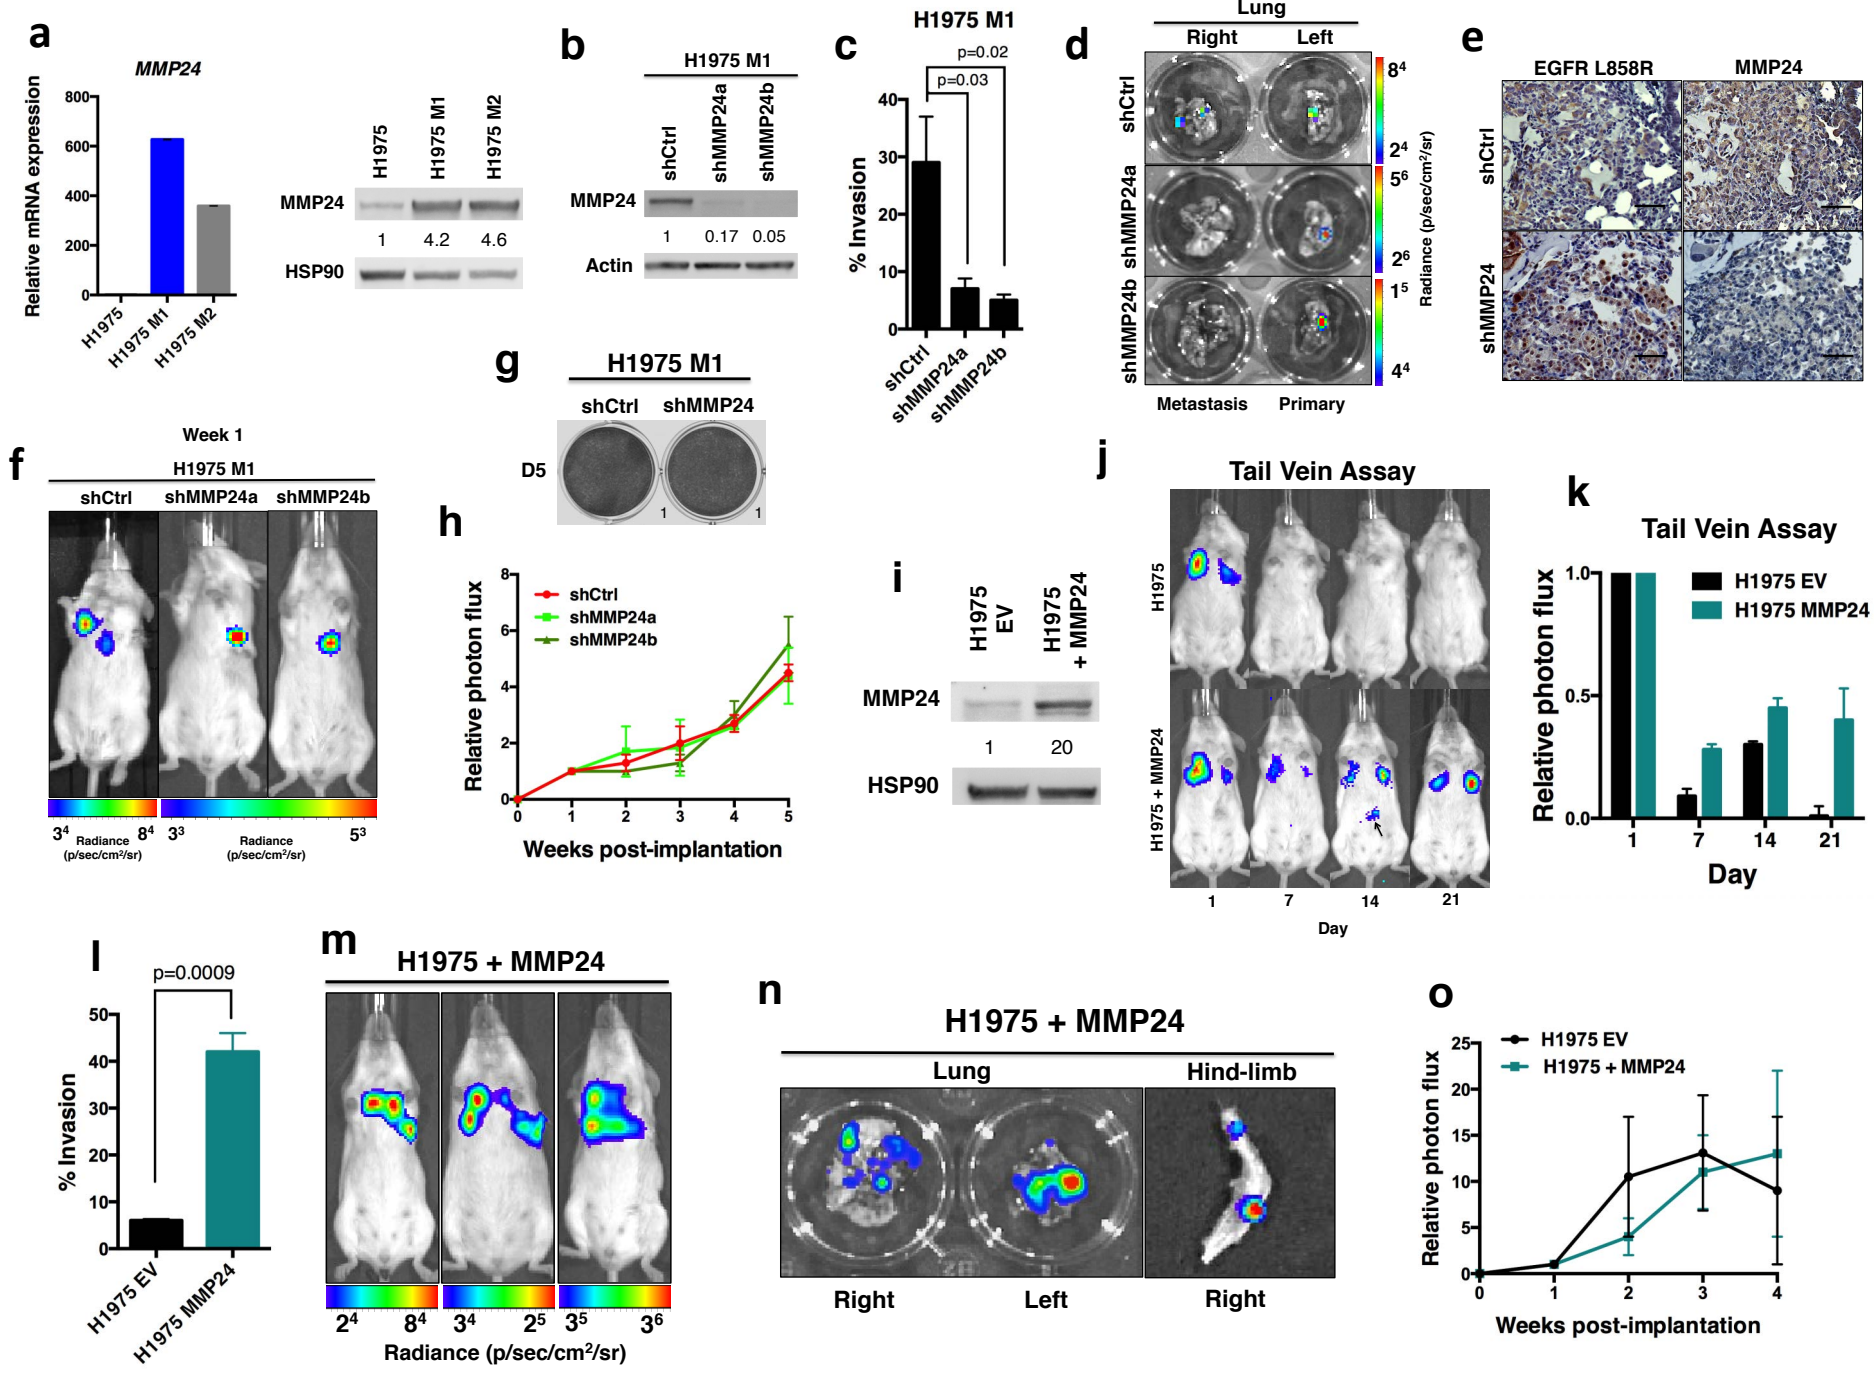 a
MMP24
Relative mRNA expression
800
600
400
200
0
H1975
H1975 M1
H1975 M2
H1975
H1975 M1
H1975 M2
MMP24
1 4.2 4.6
HSP90
b
H1975 M1
shCtrl
shMMP24a
shMMP24b
MMP24
1 0.17 0.05
Actin
c
H1975 M1
p=0.02
p=0.03
% Invasion
40
30
20
10
0
shCtrl
shMMP24a
shMMP24b
d
Lung
Right Left
shCtrl
shMMP24a
shMMP24b
8⁴
2⁴
5⁶
2⁶
1⁵
4⁴
Radiance (p/sec/cm²/sr)
Metastasis Primary
e
EGFR L858R MMP24
shCtrl
shMMP24
f
Week 1
H1975 M1
shCtrl shMMP24a shMMP24b
3⁴ Radiance 8⁴
(p/sec/cm²/sr)
3³ Radiance 5³
(p/sec/cm²/sr)
g
H1975 M1
shCtrl shMMP24
D5
1 1
h
Relative photon flux
8
6
4
2
0
shCtrl
shMMP24a
shMMP24b
0 1 2 3 4 5
Weeks post-implantation
i
H1975
EV
H1975
+ MMP24
MMP24
1 20
HSP90
j
Tail Vein Assay
H1975
H1975 + MMP24
1 7 14 21
Day
k
Tail Vein Assay
Relative photon flux
1.0
0.5
0.0
H1975 EV
H1975 MMP24
1 7 14 21
Day
l
p=0.0009
% Invasion
50
40
30
20
10
0
H1975 EV
H1975 MMP24
m
H1975 + MMP24
2⁴ 8⁴ 3⁴ 2⁵ 3⁵ 3⁶
Radiance (p/sec/cm²/sr)
n
H1975 + MMP24
Lung Hind-limb
Right Left Right
o
Relative photon flux
25
20
15
10
5
0
H1975 EV
H1975 + MMP24
0 1 2 3 4
Weeks post-implantation